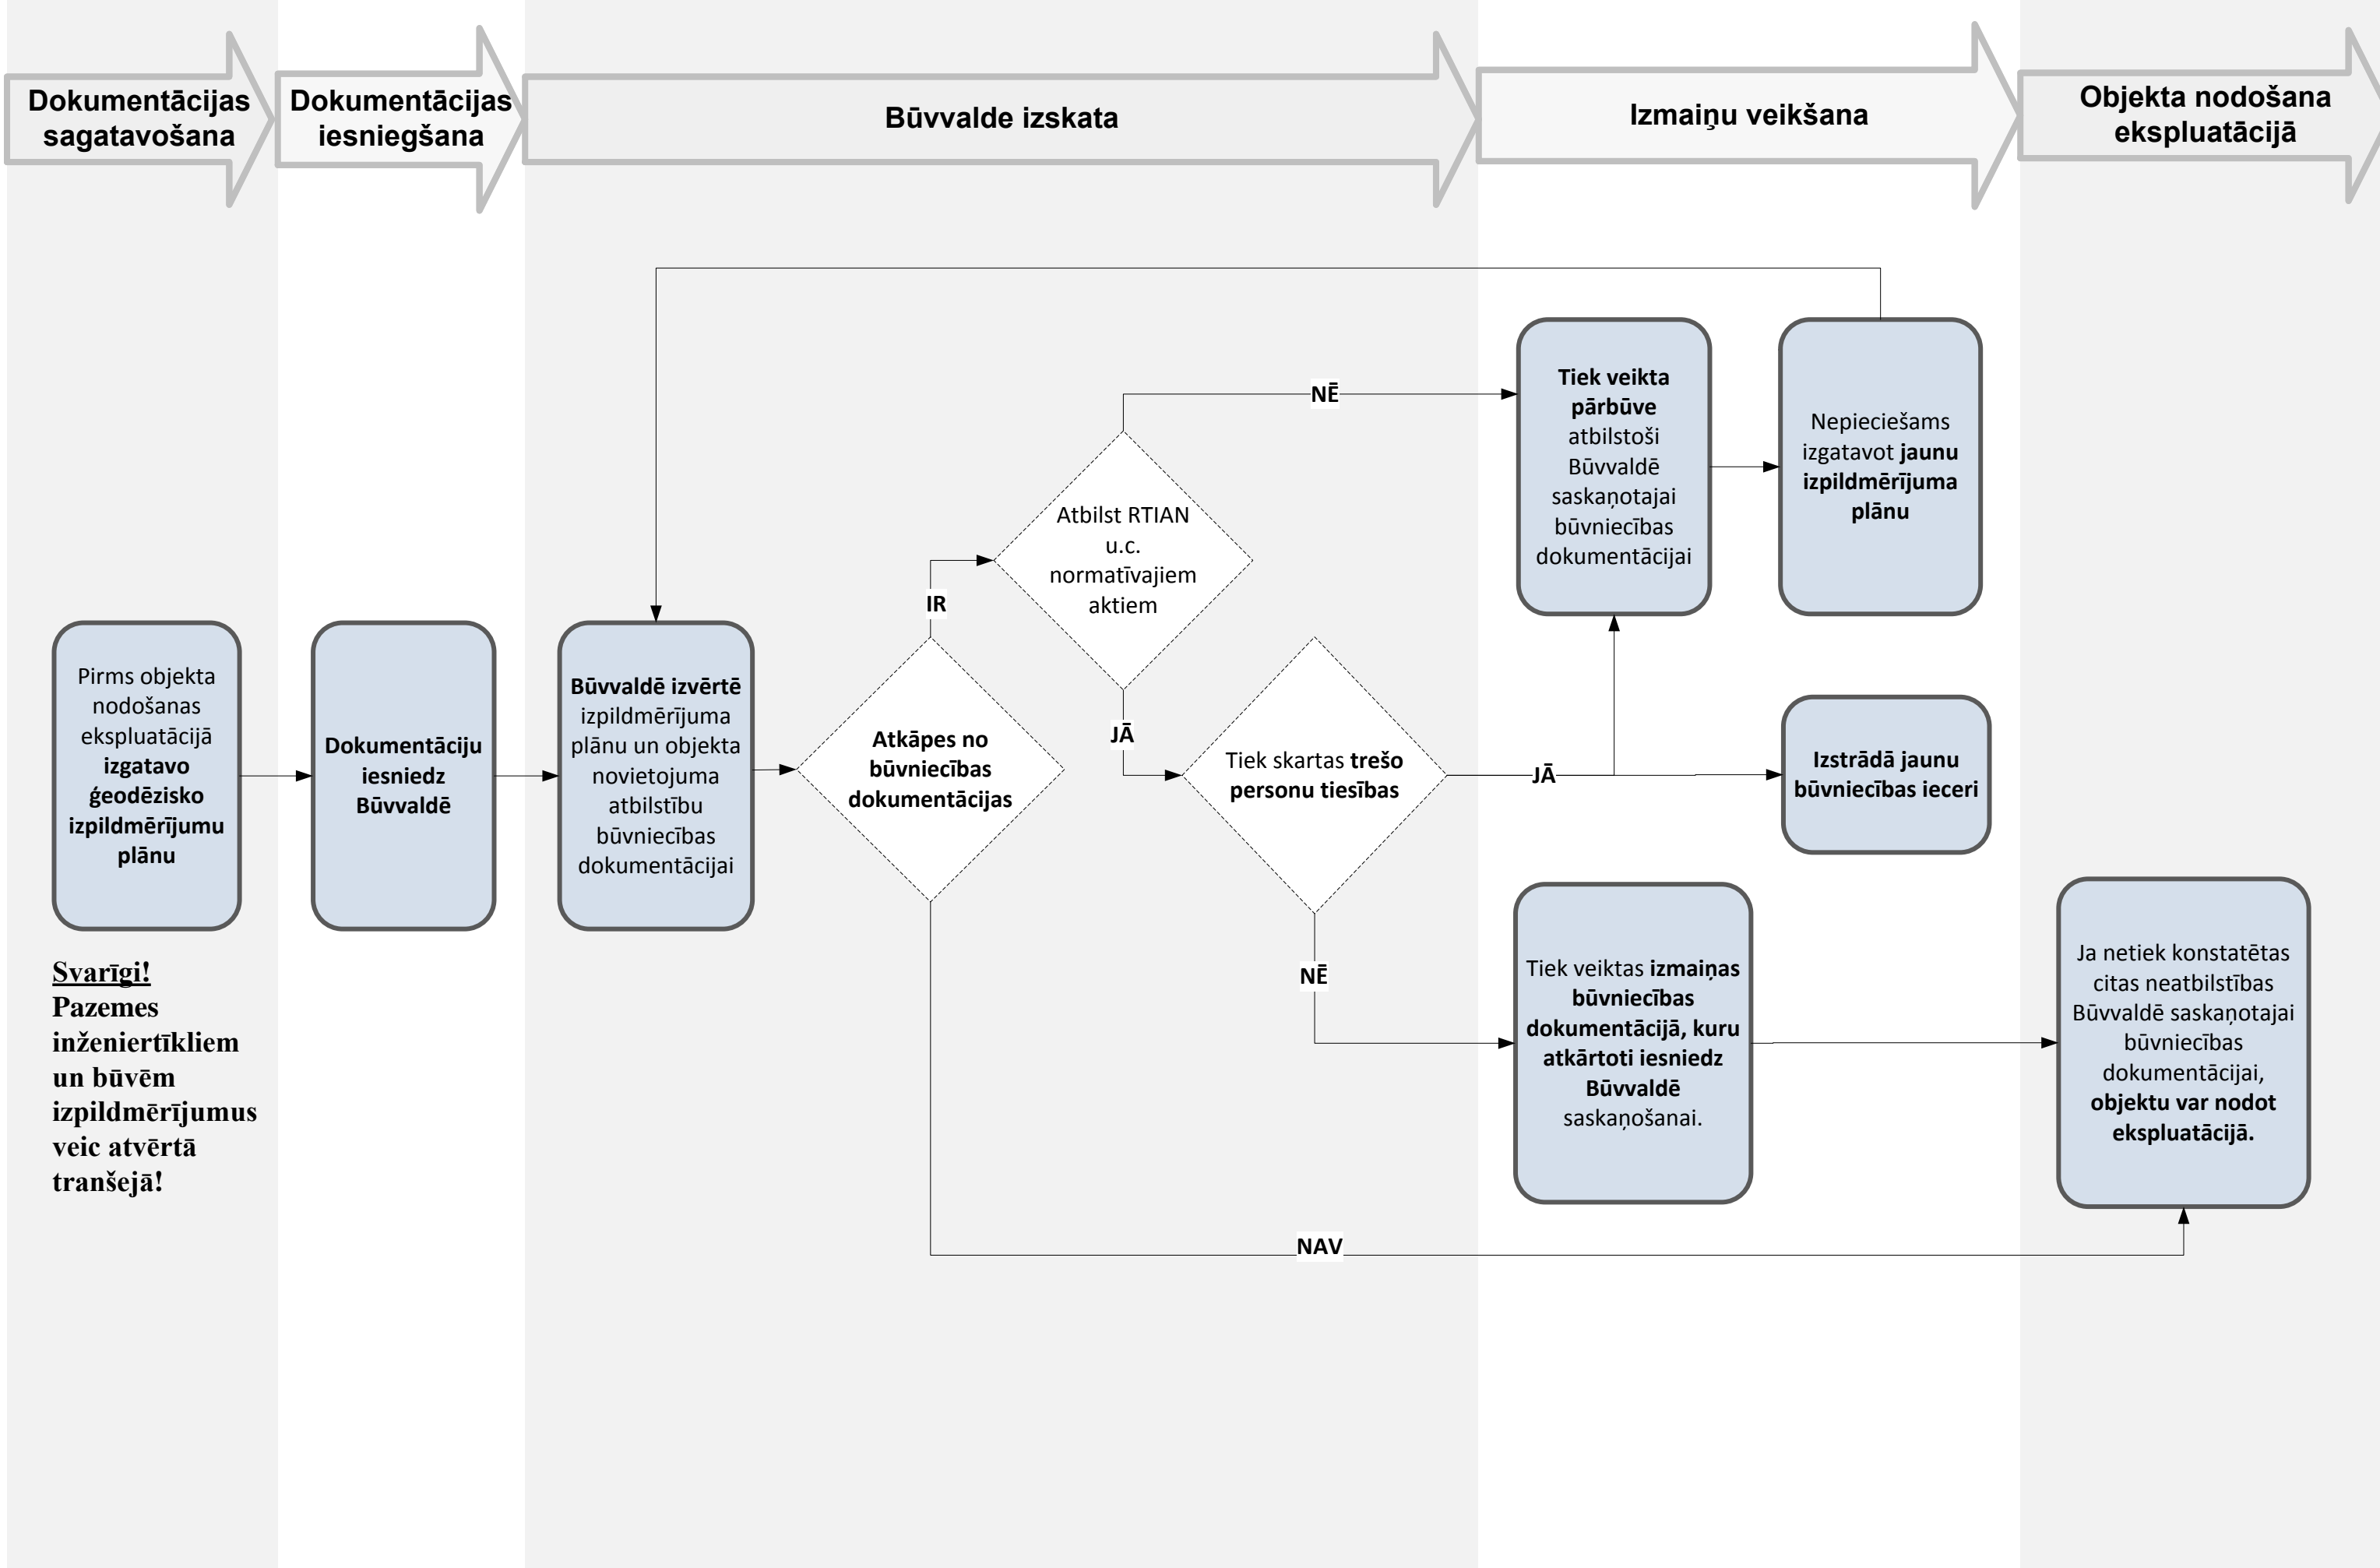 Dokumentācijas
sagatavošana
Dokumentācijas
iesniegšana
Būvvalde izskata
Izmaiņu veikšana
Objekta nodošana
ekspluatācijā
Pirms objekta
nodošanas
ekspluatācijā
izgatavo
ģeodēzisko
izpildmērījumu
plānu
Svarīgi!
Pazemes
inženiertīkliem
un būvēm
izpildmērījumus
veic atvērtā
tranšejā!
Dokumentāciju
iesniedz
Būvvaldē
Būvvaldē izvērtē
izpildmērījuma
plānu un objekta
novietojuma
atbilstību
būvniecības
dokumentācijai
Atkāpes no
būvniecības
dokumentācijas
IR
NAV
Atbilst RTIAN
u.c.
normatīvajiem
aktiem
NĒ
JĀ
Tiek skartas trešo
personu tiesības
JĀ
NĒ
Tiek veikta
pārbūve
atbilstoši
Būvvaldē
saskaņotajai
būvniecības
dokumentācijai
Nepieciešams
izgatavot jaunu
izpildmērījuma
plānu
Izstrādā jaunu
būvniecības ieceri
Tiek veiktas izmaiņas
būvniecības
dokumentācijā, kuru
atkārtoti iesniedz
Būvvaldē
saskaņošanai.
Ja netiek konstatētas
citas neatbilstības
Būvvaldē saskaņotajai
būvniecības
dokumentācijai,
objektu var nodot
ekspluatācijā.